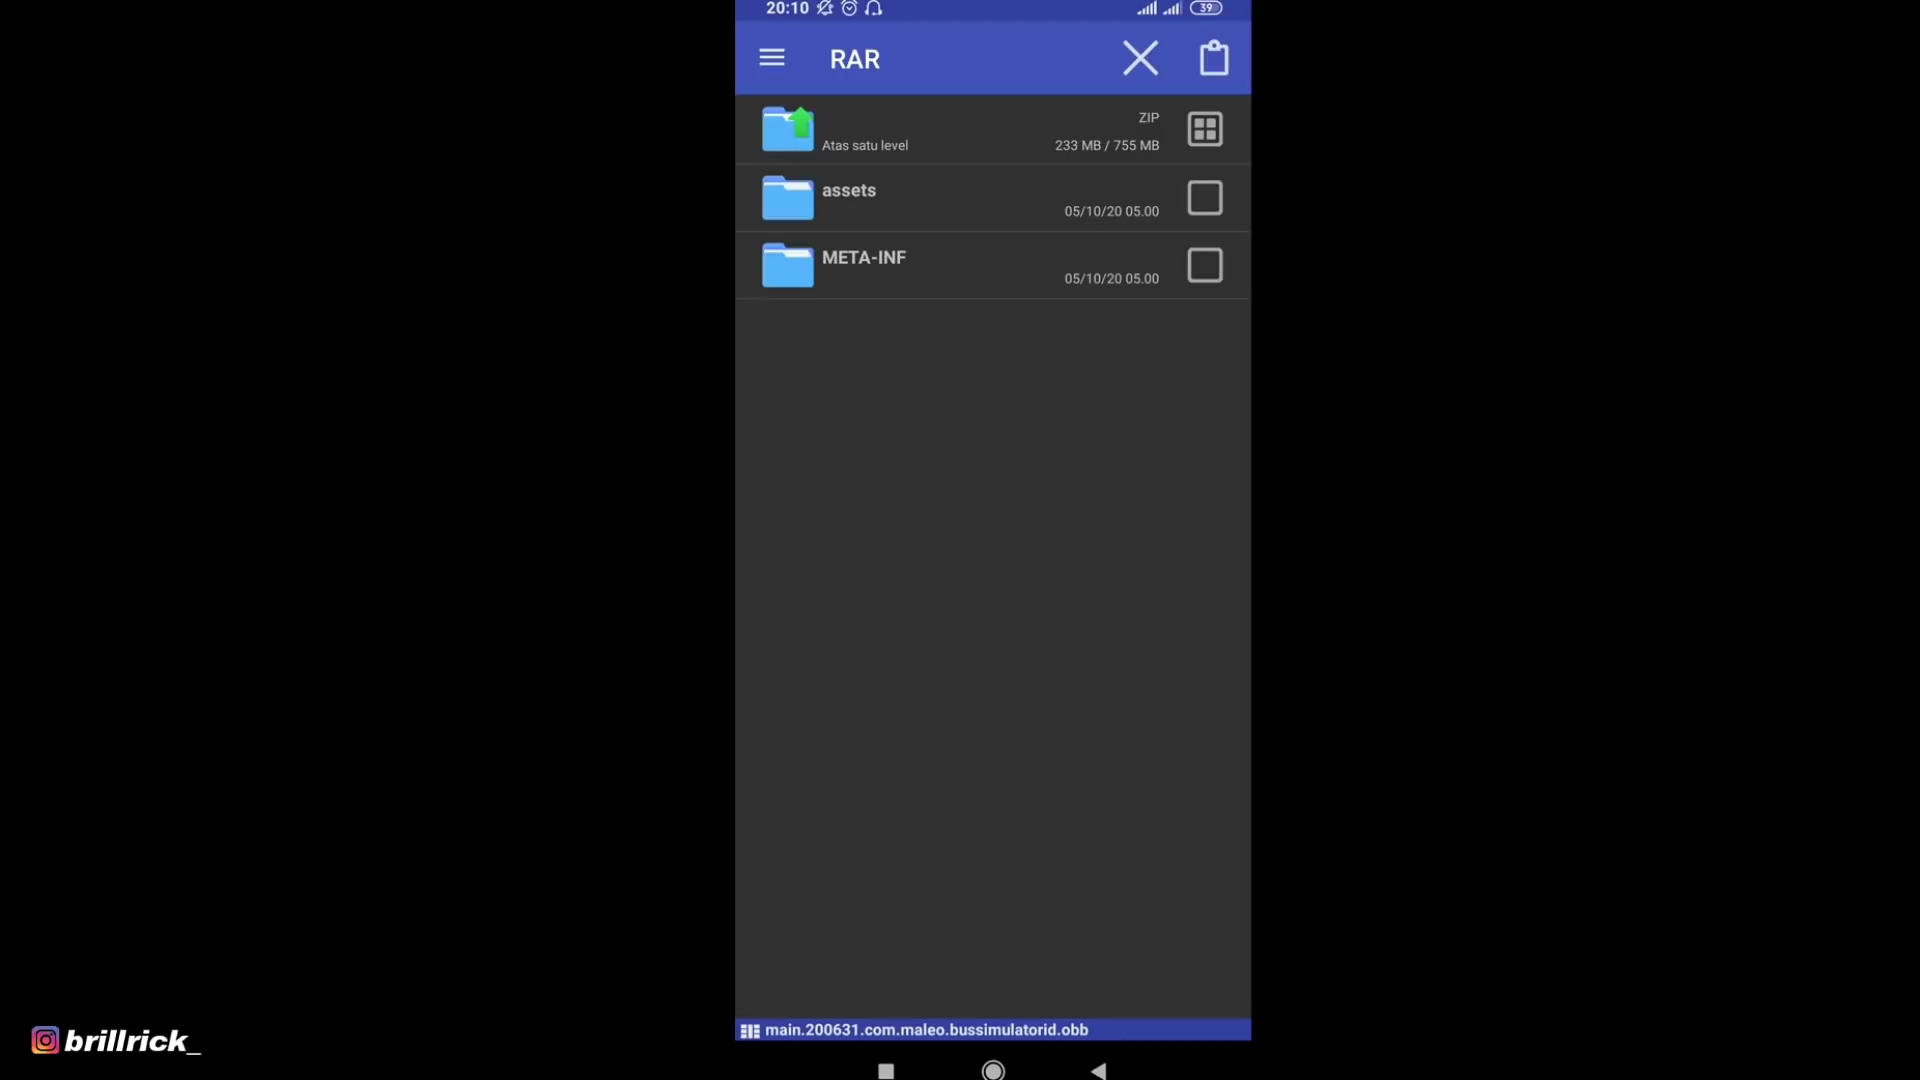 20:10
39
RAR
ZIP
Atas satu level
233 MB / 755 MB
assets
05/10/20 05.00
META-INF
05/10/20 05.00
main.200631.com.maleo.bussimulatorid.obb
brillrick_